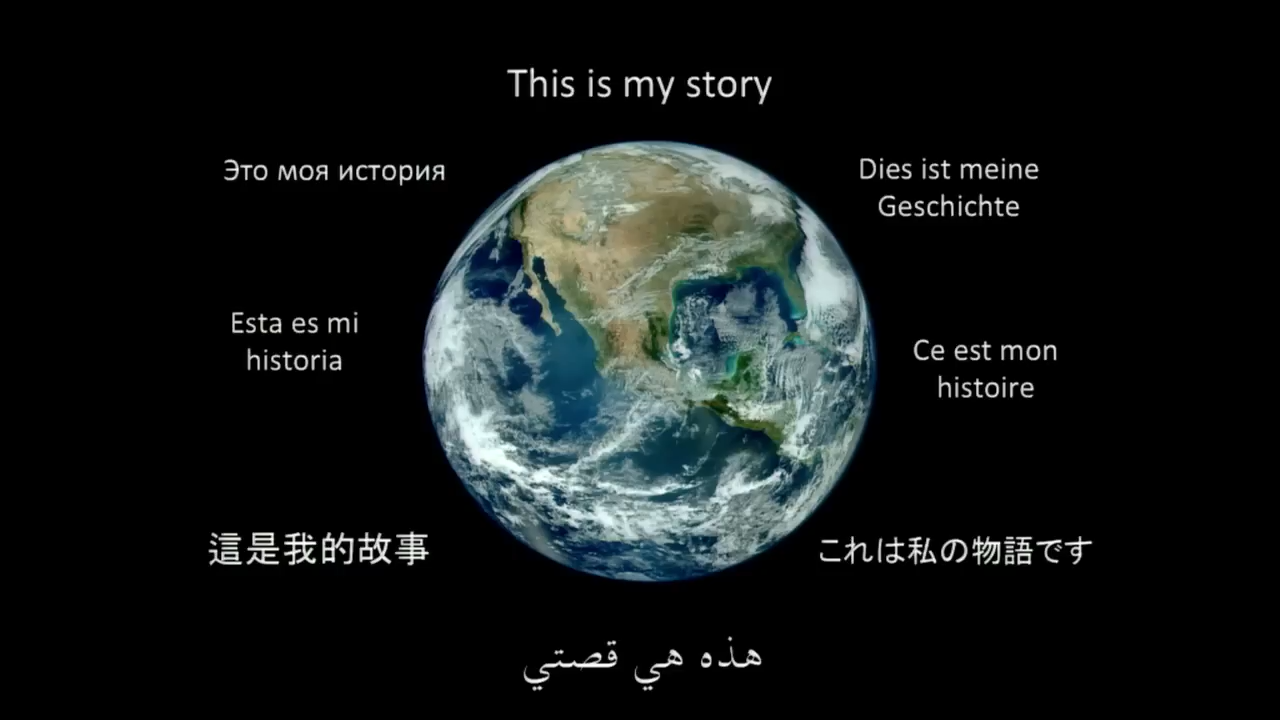 This is my story
Это моя история
Dies ist meine
Geschichte
Esta es mi
historia
Ce est mon
histoire
這是我的故事
これは私の物語です
هذه هي قصتي